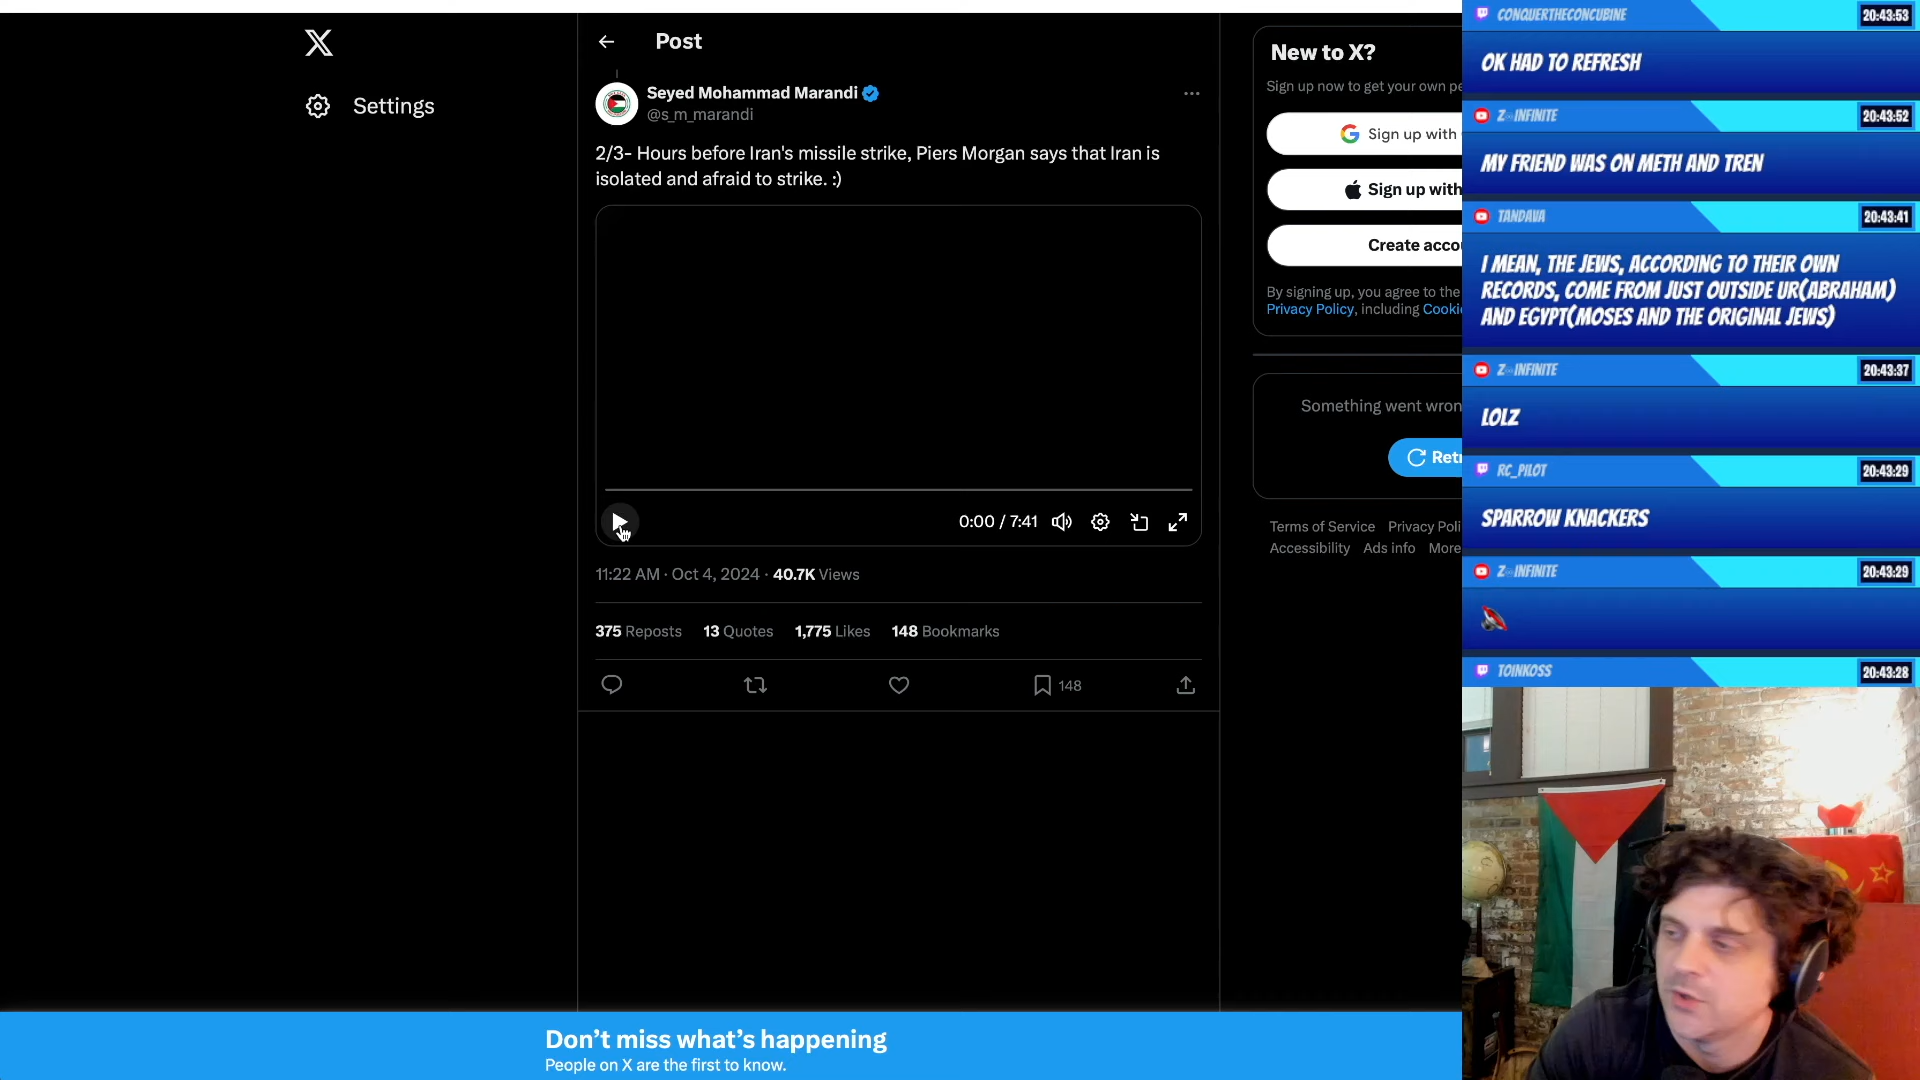 Post
Settings
Seyed Mohammad Marandi
@s_m_marandi
2/3- Hours before Iran's missile strike, Piers Morgan says that Iran is
isolated and afraid to strike. :)
0:00 / 7:41
11:22 AM · Oct 4, 2024 · 40.7K Views
375 Reposts 13 Quotes 1,775 Likes 148 Bookmarks
148
New to X?
Sign up now to get your own pe
Sign up with
Sign up with
Create acco
By signing up, you agree to the
Privacy Policy, including Cooki
Something went wron
Retr
Terms of Service Privacy Poli
Accessibility Ads info More
Don’t miss what’s happening
People on X are the first to know.
CONQUERTHECONCUBINE 20:43:53
OK HAD TO REFRESH
Z-INFINITE 20:43:52
MY FRIEND WAS ON METH AND TREN
TANDAVA 20:43:41
I MEAN, THE JEWS, ACCORDING TO THEIR OWN
RECORDS, COME FROM JUST OUTSIDE UR(ABRAHAM)
AND EGYPT(MOSES AND THE ORIGINAL JEWS)
Z-INFINITE 20:43:37
LOLZ
RC_PILOT 20:43:29
SPARROW KNACKERS
Z-INFINITE 20:43:29
TOINKOSS 20:43:28